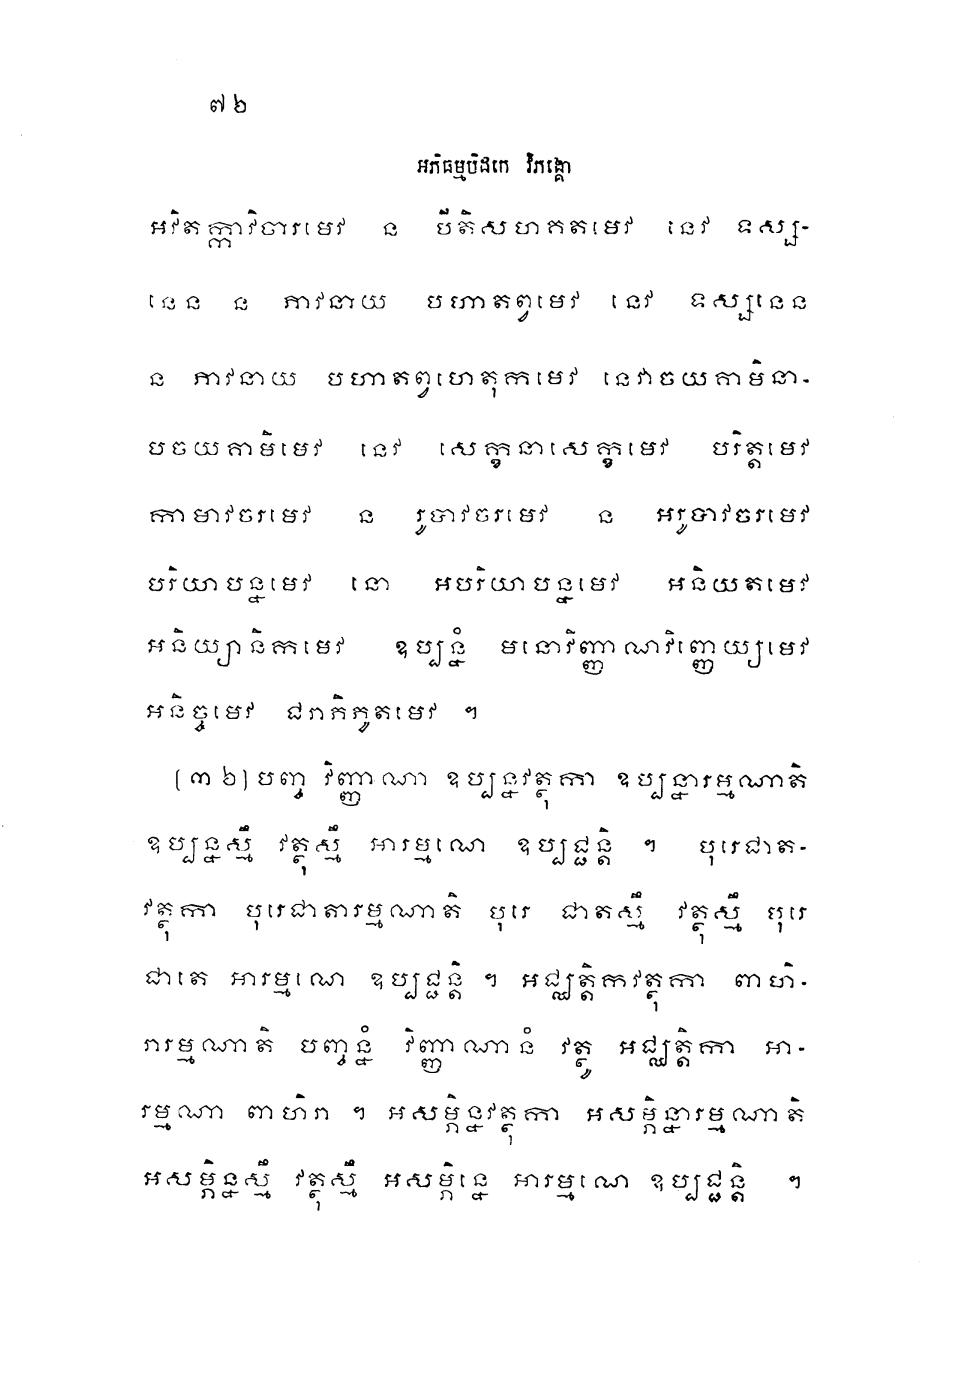 ៧៦
អភិធម្មបិដកេ វិភង្គោ
អវិតក្កាវិចារមេវ ន បីតិសហគតមេវ នេវ ទស្ស-
នេន ន ភាវនាយ បហាតព្វមេវ នេវ ទស្សនេន
ន ភាវនាយ បហាតព្វហេតុកមេវ នេវាចយគាមិនា-
បចយគាមិមេវ នេវ សេក្ខនាសេក្ខមេវ បរិត្តមេវ
កាមាវចរមេវ ន រូបាវចរមេវ ន អរូបាវចរមេវ
បរិយាបន្នមេវ នោ អបរិយាបន្នមេវ អនិយតមេវ
អនិយ្យានិកមេវ ឧប្បន្នំ មនោវិញ្ញាណវិញ្ញេយ្យមេវ
អនិច្ចមេវ ជរាភិភូតមេវ ។
(៣៦) បញ្ច វិញ្ញាណា ឧប្បន្នវត្ថុកា ឧប្បន្នារម្មណាតិ
ឧប្បន្នស្មឹ វត្ថុស្មឹ អារម្មណេ ឧប្បជ្ជន្តិ ។ បុរេជាត-
វត្ថុកា បុរេជាតារម្មណាតិ បុរេ ជាតស្មឹ វត្ថុស្មឹ បុរេ
ជាតេ អារម្មណេ ឧប្បជ្ជន្តិ ។ អជ្ឈត្តិកវត្ថុកា ពាហិ-
រារម្មណាតិ បញ្ចន្នំ វិញ្ញាណានំ វត្ថូ អជ្ឈត្តិកា អា-
រម្មណា ពាហិរា ។ អសម្ភិន្នវត្ថុកា អសម្ភិន្នារម្មណាតិ
អសម្ភិន្នស្មឹ វត្ថុស្មឹ អសម្ភិន្នេ អារម្មណេ ឧប្បជ្ជន្តិ ។